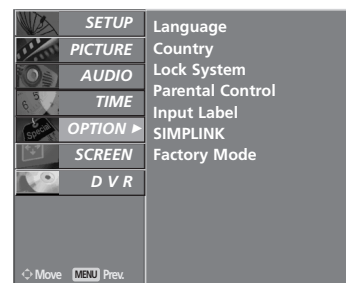 SETUP
PICTURE
AUDIO
TIME
OPTION ►
SCREEN
D V R
Language
Country
Lock System
Parental Control
Input Label
SIMPLINK
Factory Mode
Move MENU Prev.